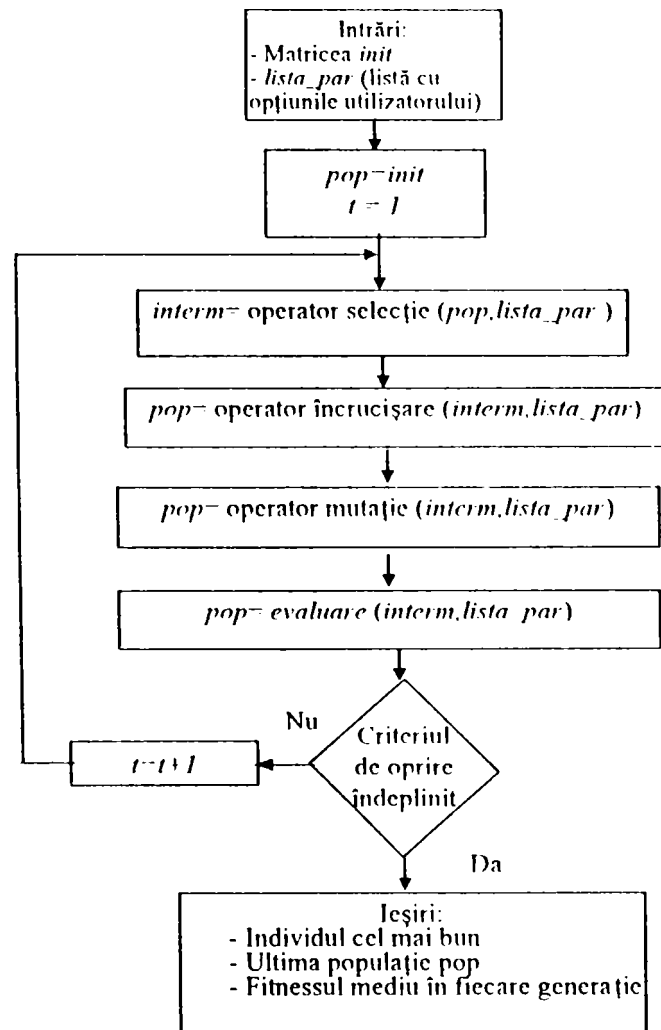 Intrări:
- Matricea init
- lista_par (listă cu
opțiunile utilizatorului)
pop=init
t = 1
interm= operator selecție (pop,lista_par )
pop= operator încrucișare (interm,lista_par)
pop= operator mutație (interm,lista_par)
pop= evaluare (interm,lista_par)
Nu
Criteriul
de oprire
îndeplinit
t=t+1
Da
Ieșiri:
- Individul cel mai bun
- Ultima populație pop
- Fitnessul mediu în fiecare generație